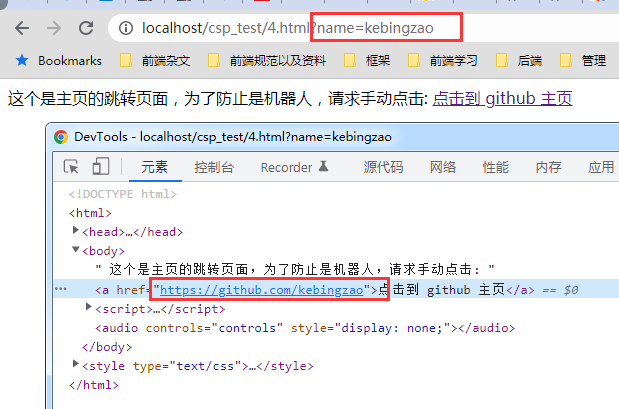 localhost/csp_test/4.html?name=kebingzao
Bookmarks 前端杂文 前端规范以及资料 框架 前端学习 后端 管理
这个是主页的跳转页面，为了防止是机器人，请求手动点击: 点击到 github 主页
DevTools - localhost/csp_test/4.html?name=kebingzao
元素 控制台 Recorder 源代码 网络 性能 内存 应用
<!DOCTYPE html>
<html>
<head>…</head>
<body>
" 这个是主页的跳转页面，为了防止是机器人，请求手动点击: "
<a href="https://github.com/kebingzao">点击到 github 主页</a> == $0
<script>…</script>
<audio controls="controls" style="display: none;"></audio>
</body>
<style type="text/css">…</style>
</html>